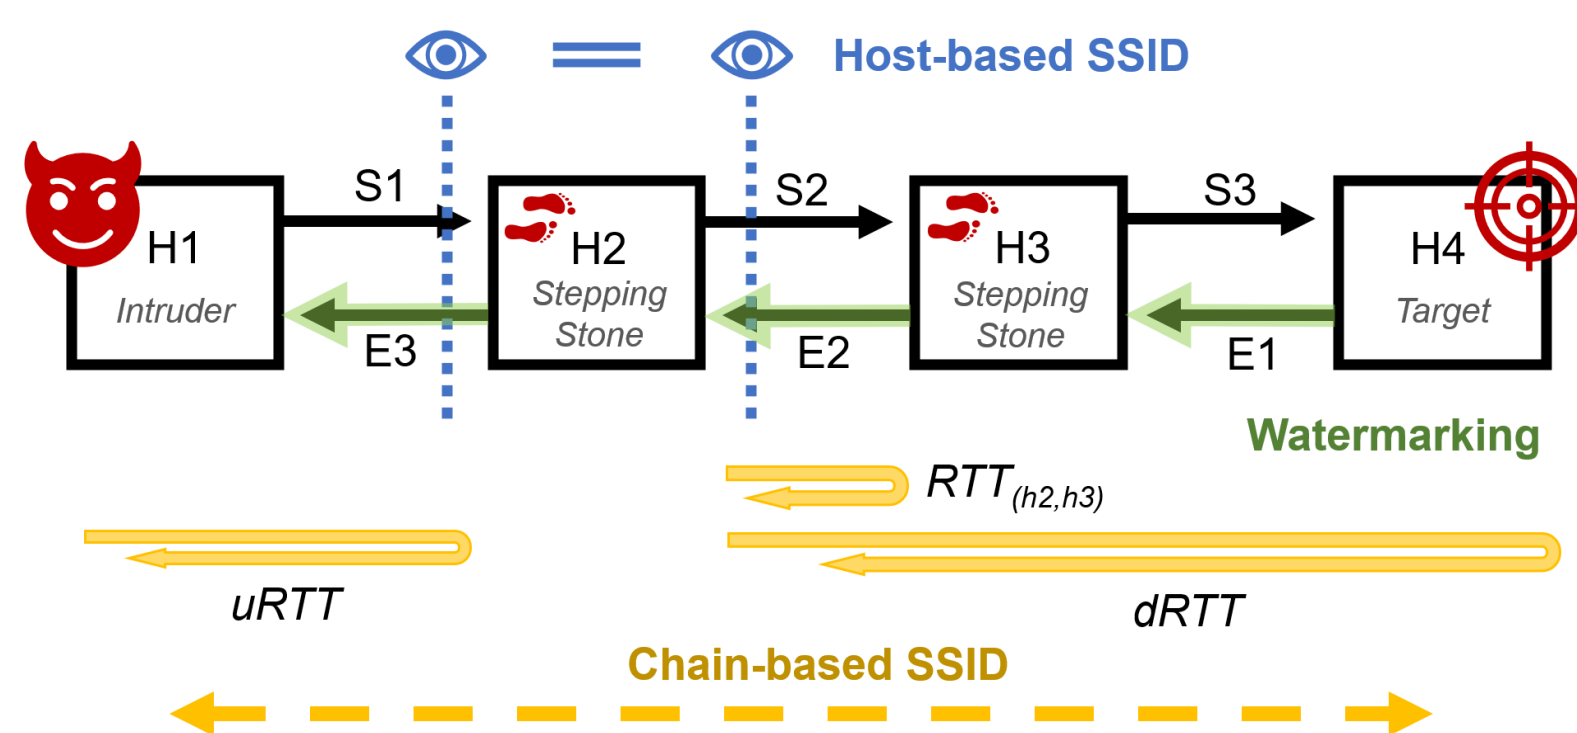 Host-based SSID
S1
S2
S3
H1
H2
H3
H4
Intruder
Stepping
Stone
Stepping
Stone
Target
E3
E2
E1
Watermarking
RTT(h2,h3)
uRTT
dRTT
Chain-based SSID